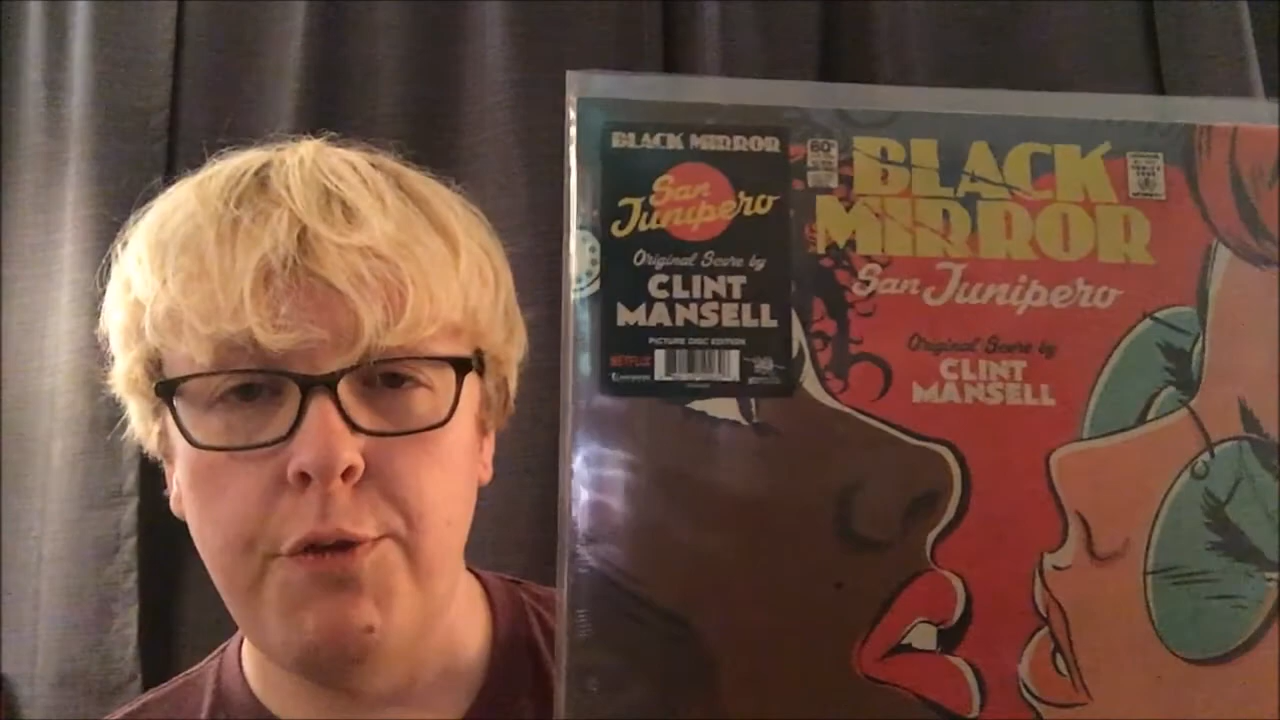 BLACK MIRROR
San
Junipero
Original Score by
CLINT
MANSELL
PICTURE DISC EDITION
NETFLIX
60¢
BLACK
MIRROR
San Junipero
Original Score by
CLINT
MANSELL